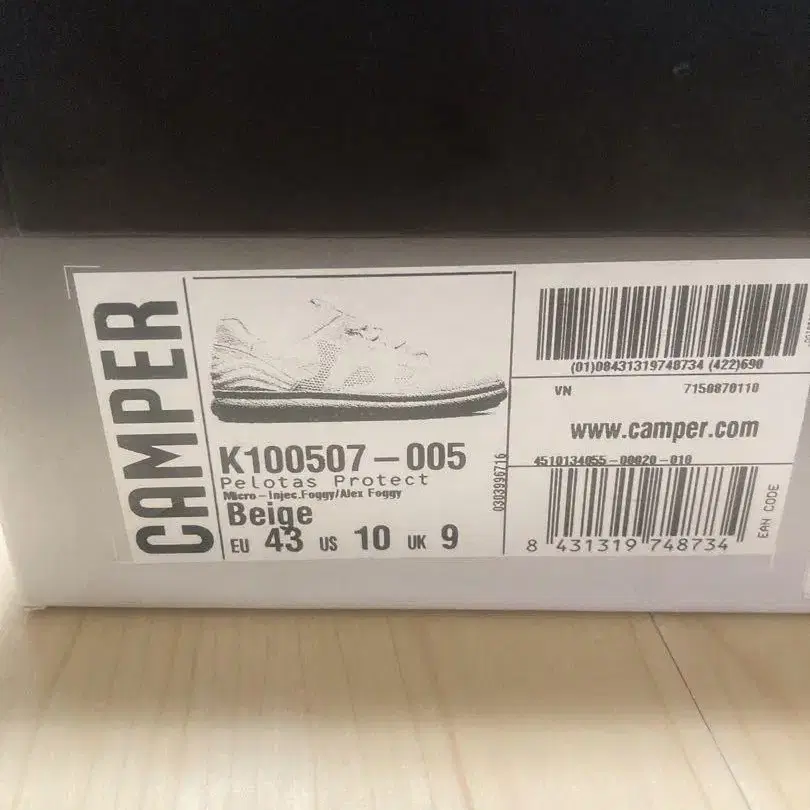 CAMPER
K100507-005
Pelotas Protect
Micro-Injec.Foggy/Alex Foggy
Beige
EU 43 US 10 UK 9
0303996716
(01)08431319748734 (422)690
VN 7150870110
www.camper.com
4510134055-00020-010
8 431319 748734
EAN CODE